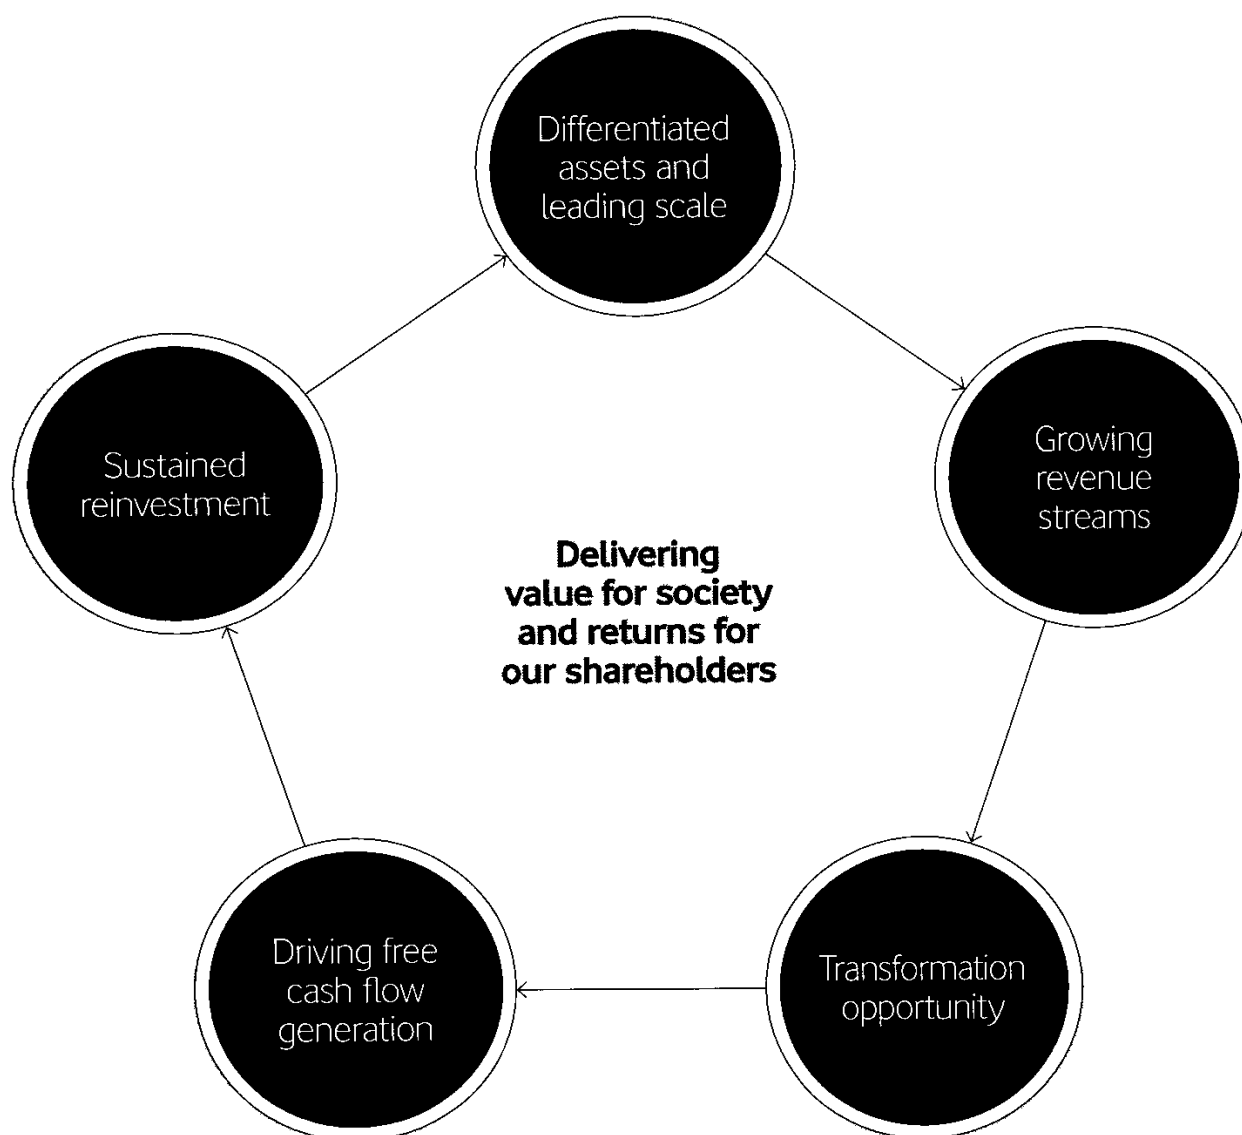 Differentiated
assets and
leading scale
Growing
revenue
streams
Transformation
opportunity
Driving free
cash flow
generation
Sustained
reinvestment
Delivering
value for society
and returns for
our shareholders